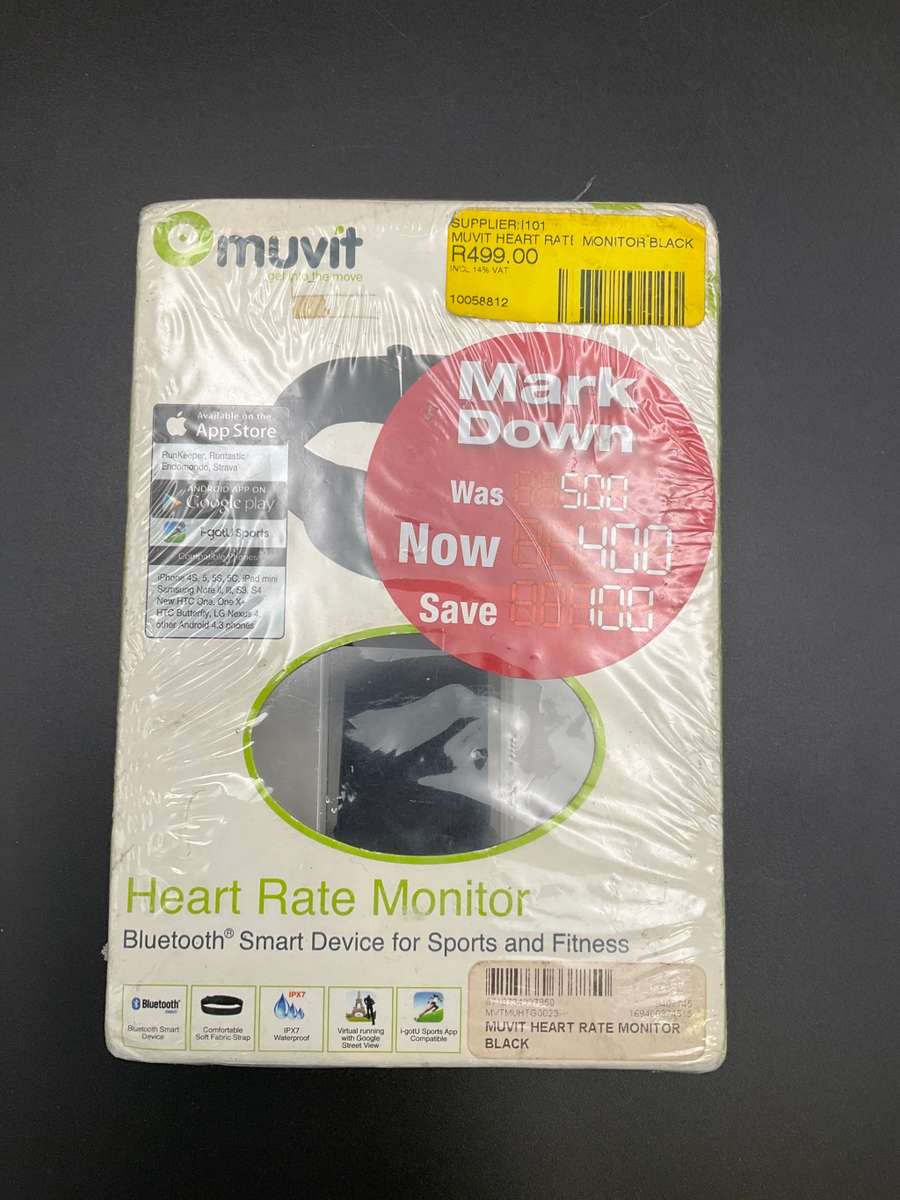 muvit
get into the move
SUPPLIER:I101
MUVIT HEART RATE MONITOR BLACK
R499.00
INCL 14% VAT
10058812
Mark
Down
Was 500
Now 400
Save 100
Available on the
App Store
RunKeeper, Runtastic
Endomondo, Strava
ANDROID APP ON
Google play
i-gotU Sports
Compatible Phones
iPhone 4S, 5, 5S, 5C, iPad mini
Samsung Note II, III, S3, S4
New HTC One, One X+
HTC Butterfly, LG Nexus 4
other Android 4.3 phones
Heart Rate Monitor
Bluetooth® Smart Device for Sports and Fitness
Bluetooth
Bluetooth Smart
Device
Comfortable
Soft Fabric Strap
IPX7
IPX7
Waterproof
Virtual running
with Google
Street View
i-gotU Sports App
Compatible
MVTMUHTG0023
MUVIT HEART RATE MONITOR
BLACK